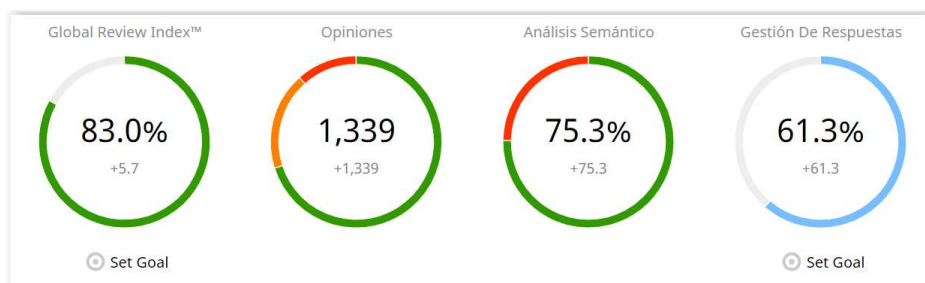 Global Review Index™
Opiniones
Análisis Semántico
Gestión De Respuestas
83.0%
+5.7
1,339
+1,339
75.3%
+75.3
61.3%
+61.3
Set Goal
Set Goal